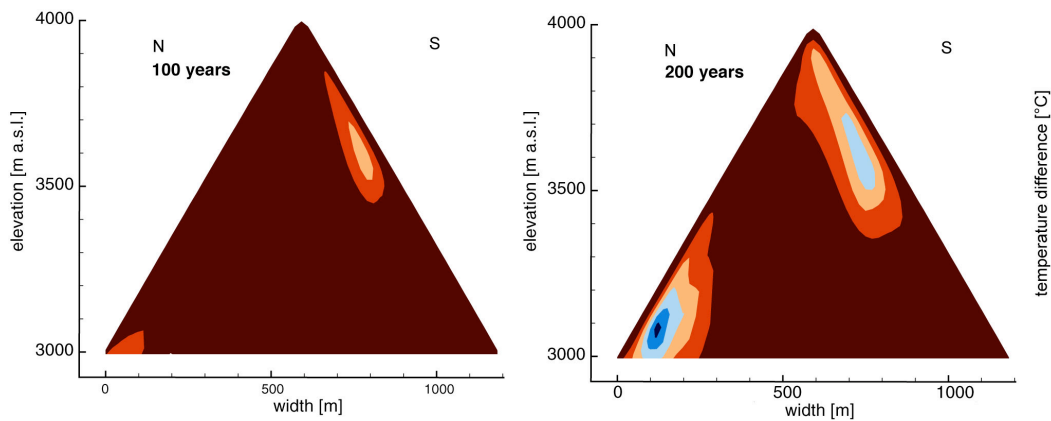 4000
N
S
100 years
elevation [m a.s.l.]
3500
3000
0
500
1000
width [m]
4000
N
S
200 years
elevation [m a.s.l.]
3500
3000
0
500
1000
width [m]
temperature difference [°C]